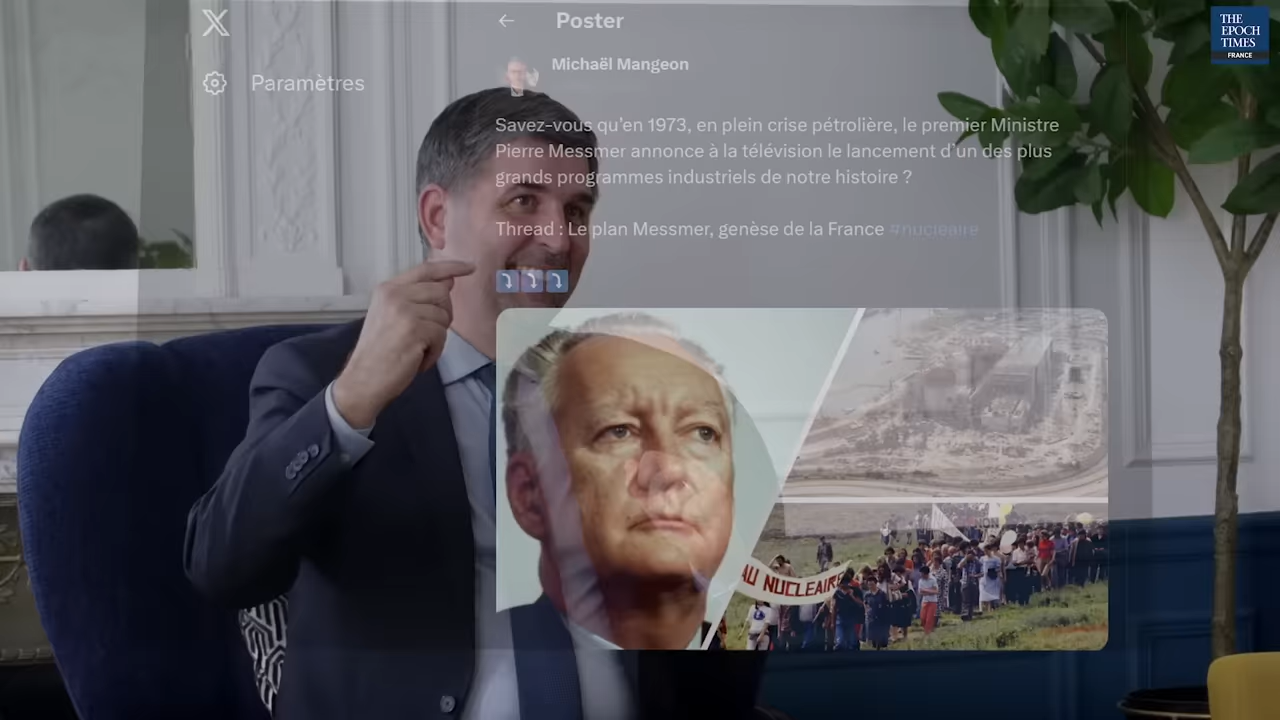 THE
EPOCH
TIMES
FRANCE
X
Poster
Paramètres
Michaël Mangeon
Savez-vous qu'en 1973, en plein crise pétrolière, le premier Ministre
Pierre Messmer annonce à la télévision le lancement d'un des plus
grands programmes industriels de notre histoire ?
Thread : Le plan Messmer, genèse de la France #nucleaire
AU NUCLEAIRE